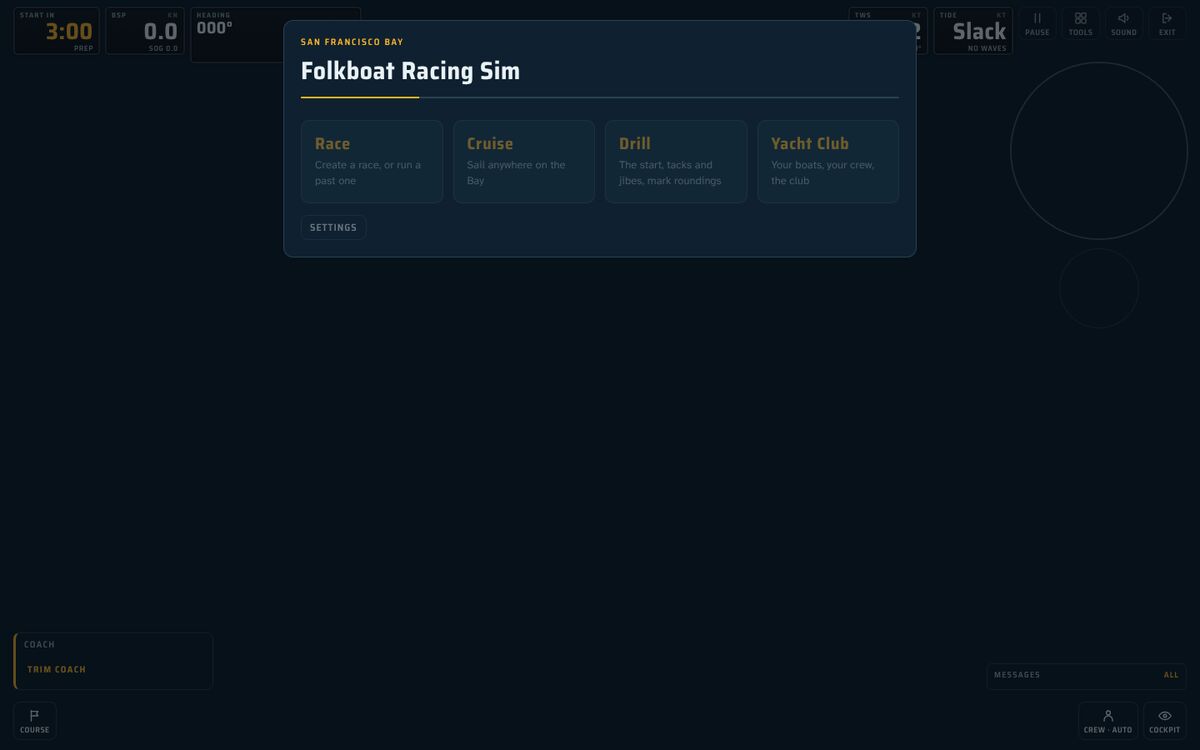 START IN
3:00
PREP
BSP KN
0.0
SOG 0.0
HEADING
000°
TWS KT
TIDE KT
Slack
NO WAVES
PAUSE
TOOLS
SOUND
EXIT
SAN FRANCISCO BAY
Folkboat Racing Sim
Race
Create a race, or run a
past one
Cruise
Sail anywhere on the
Bay
Drill
The start, tacks and
jibes, mark roundings
Yacht Club
Your boats, your crew,
the club
SETTINGS
COACH
TRIM COACH
MESSAGES ALL
COURSE
CREW · AUTO
COCKPIT